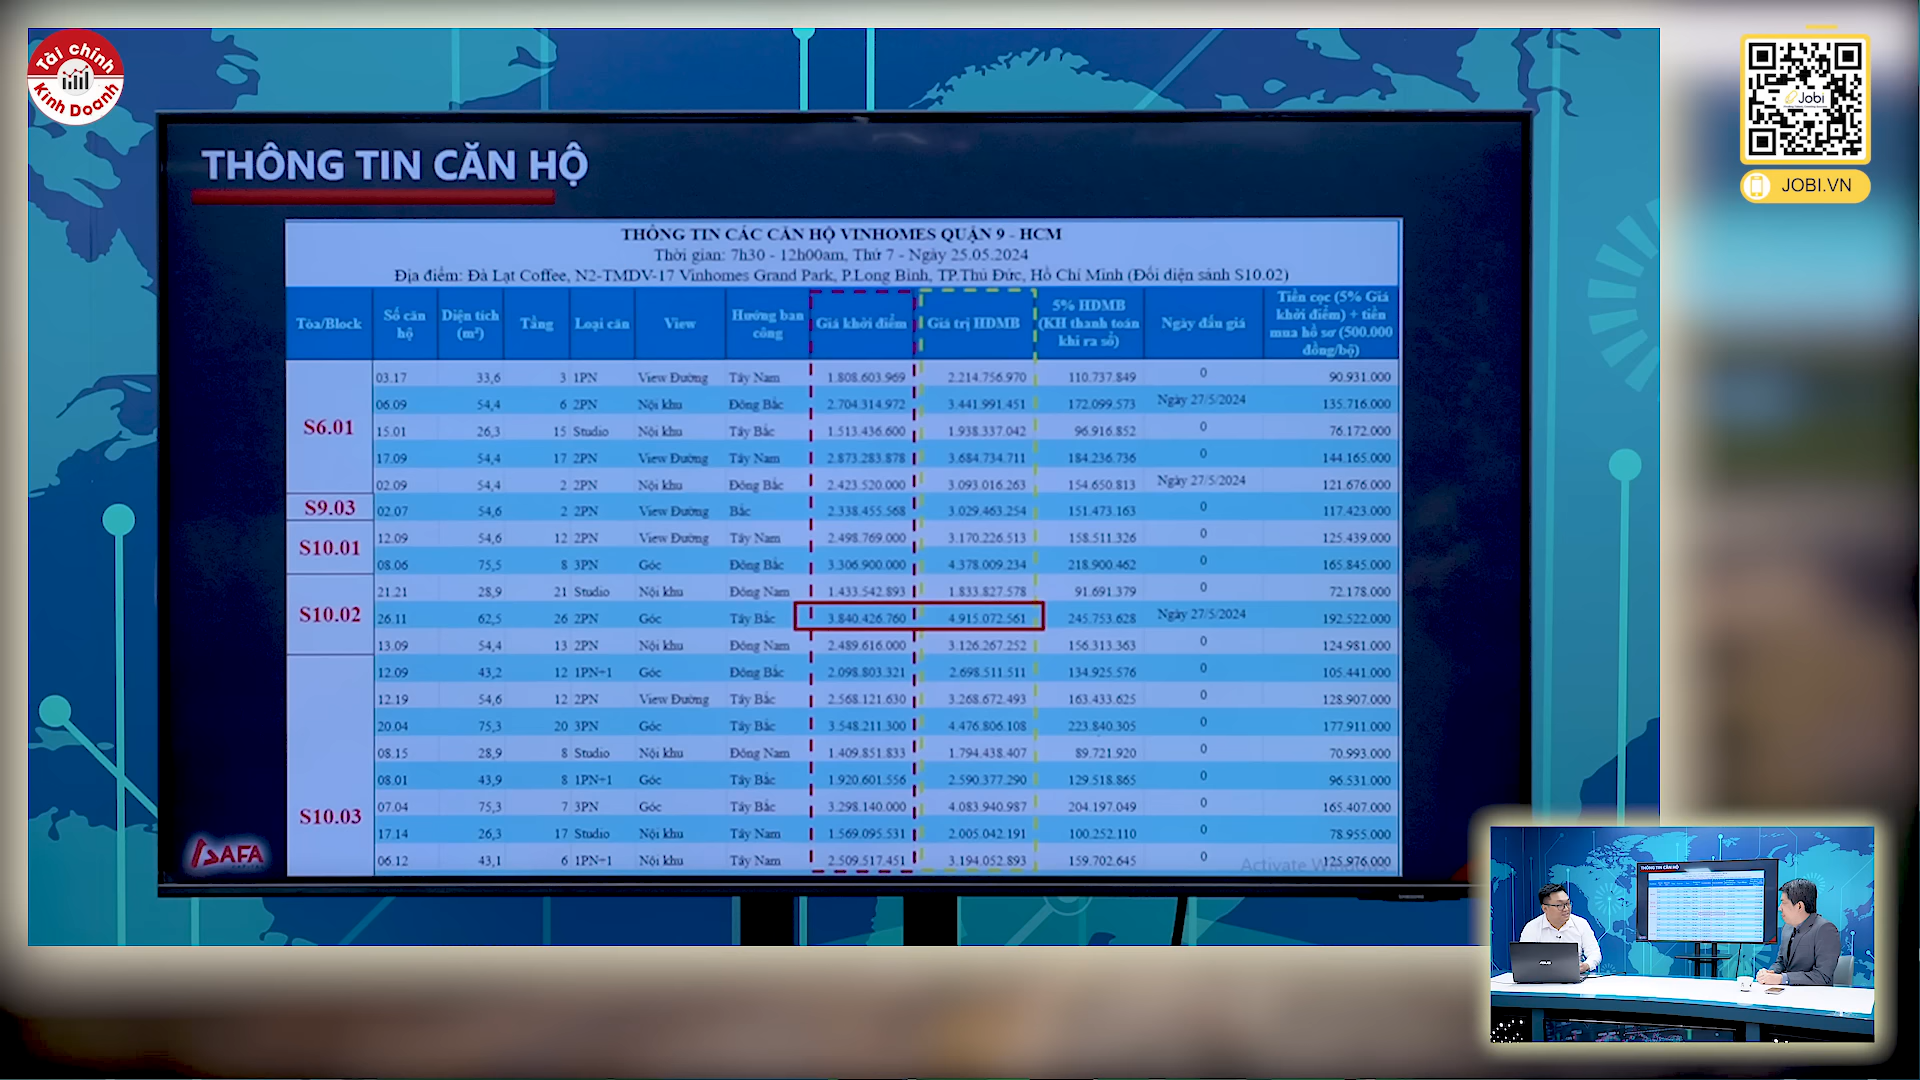 Tài chính
Kinh Doanh
Jobi
JOBI.VN
THÔNG TIN CĂN HỘ
THÔNG TIN CÁC CĂN HỘ VINHOMES QUẬN 9 - HCM
Thời gian: 7h30 - 12h00am, Thứ 7 - Ngày 25.05.2024
Địa điểm: Đà Lạt Coffee, N2-TMDV-17 Vinhomes Grand Park, P.Long Bình, TP.Thủ Đức, Hồ Chí Minh (Đối diện sảnh S10.02)
Tòa/Block Số căn hộ Diện tích (m²) Tầng Loại căn View Hướng ban công Giá khởi điểm Giá trị HĐMB 5% HĐMB (KH thanh toán khi ra sổ) Ngày đấu giá Tiền cọc (5% Giá khởi điểm) + tiền mua hồ sơ (500.000 đồng/bộ)
S6.01
03.17 33,6 3 1PN View Đường Tây Nam 1.808.603.969 2.214.756.970 110.737.849 0 90.931.000
06.09 54,4 6 2PN Nội khu Đông Bắc 2.704.314.972 3.441.991.451 172.099.573 Ngày 27/5/2024 135.716.000
15.01 26,3 15 Studio Nội khu Tây Bắc 1.513.436.600 1.938.337.042 96.916.852 0 76.172.000
17.09 54,4 17 2PN View Đường Tây Nam 2.873.283.878 3.684.734.711 184.236.736 0 144.165.000
02.09 54,4 2 2PN Nội khu Đông Bắc 2.423.520.000 3.093.016.263 154.650.813 Ngày 27/5/2024 121.676.000
S9.03
02.07 54,6 2 2PN View Đường Bắc 2.338.455.568 3.029.463.254 151.473.163 0 117.423.000
S10.01
12.09 54,6 12 2PN View Đường Tây Nam 2.498.769.000 3.170.226.513 158.511.326 0 125.439.000
08.06 75,5 8 3PN Góc Đông Bắc 3.306.900.000 4.378.009.234 218.900.462 0 165.845.000
S10.02
21.21 28,9 21 Studio Nội khu Đông Nam 1.433.542.893 1.833.827.578 91.691.379 0 72.178.000
26.11 62,5 26 2PN Góc Tây Bắc 3.840.426.760 4.915.072.561 245.753.628 Ngày 27/5/2024 192.522.000
13.09 54,4 13 2PN Nội khu Đông Nam 2.489.616.000 3.126.267.252 156.313.363 0 124.981.000
S10.03
12.09 43,2 12 1PN+1 Góc Đông Bắc 2.098.803.321 2.698.511.511 134.925.576 0 105.441.000
12.19 54,6 12 2PN View Đường Tây Bắc 2.568.121.630 3.268.672.493 163.433.625 0 128.907.000
20.04 75,3 20 3PN Góc Tây Bắc 3.548.211.300 4.476.806.108 223.840.305 0 177.911.000
08.15 28,9 8 Studio Nội khu Đông Nam 1.409.851.833 1.794.438.407 89.721.920 0 70.993.000
08.01 43,9 8 1PN+1 Góc Tây Bắc 1.920.601.556 2.590.377.290 129.518.865 0 96.531.000
07.04 75,3 7 3PN Góc Tây Bắc 3.298.140.000 4.083.940.987 204.197.049 0 165.407.000
17.14 26,3 17 Studio Nội khu Tây Nam 1.569.095.531 2.005.042.191 100.252.110 0 78.955.000
06.12 43,1 6 1PN+1 Nội khu Tây Nam 2.509.517.451 3.194.052.893 159.702.645 0 125.976.000
Activate Windows
AFA
CAPITAL
THÔNG TIN CĂN HỘ
ASUS